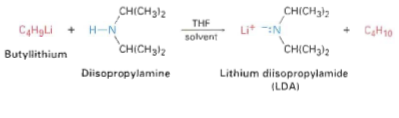 CH(CH3)2 CH(CH3)2
C4H9Li + H—N THF solvent Li+ −:N + C4H10
CH(CH3)2 CH(CH3)2
Butyllithium
Diisopropylamine Lithium diisopropylamide
(LDA)